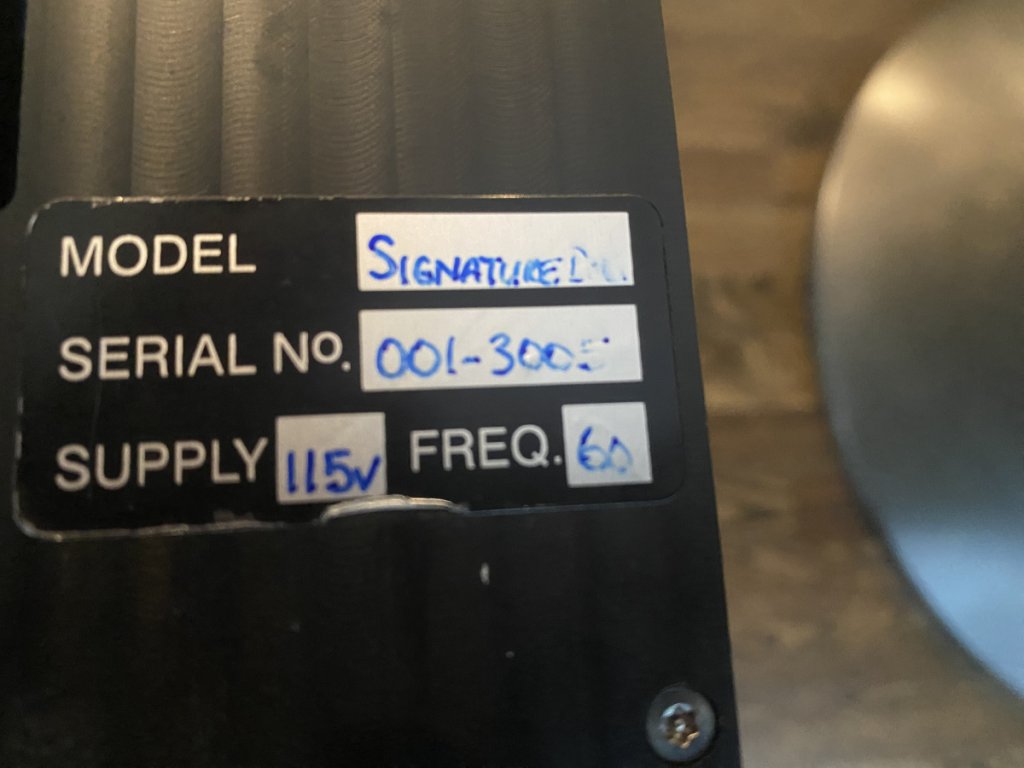 MODEL SIGNATURE
SERIAL No. 001-3005
SUPPLY 115V FREQ. 60